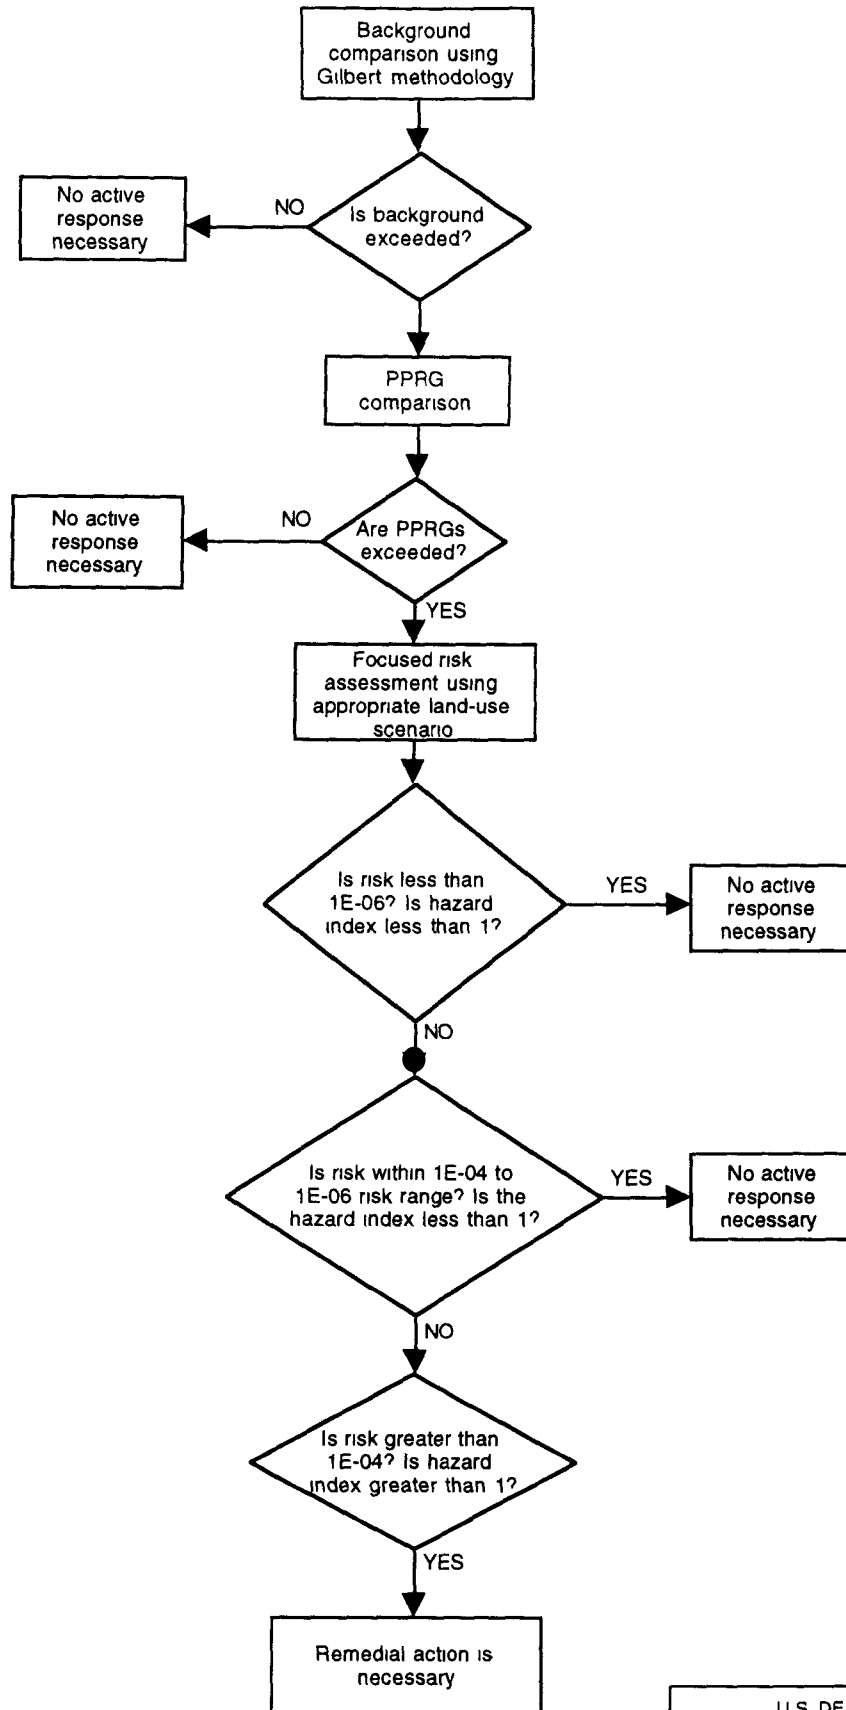 Background
comparison using
Gilbert methodology
Is background
exceeded?
NO
No active
response
necessary
PPRG
comparison
Are PPRGs
exceeded?
NO
No active
response
necessary
YES
Focused risk
assessment using
appropriate land-use
scenario
Is risk less than
1E-06? Is hazard
index less than 1?
YES
No active
response
necessary
NO
Is risk within 1E-04 to
1E-06 risk range? Is the
hazard index less than 1?
YES
No active
response
necessary
NO
Is risk greater than
1E-04? Is hazard
index greater than 1?
YES
Remedial action is
necessary
U.S. DE